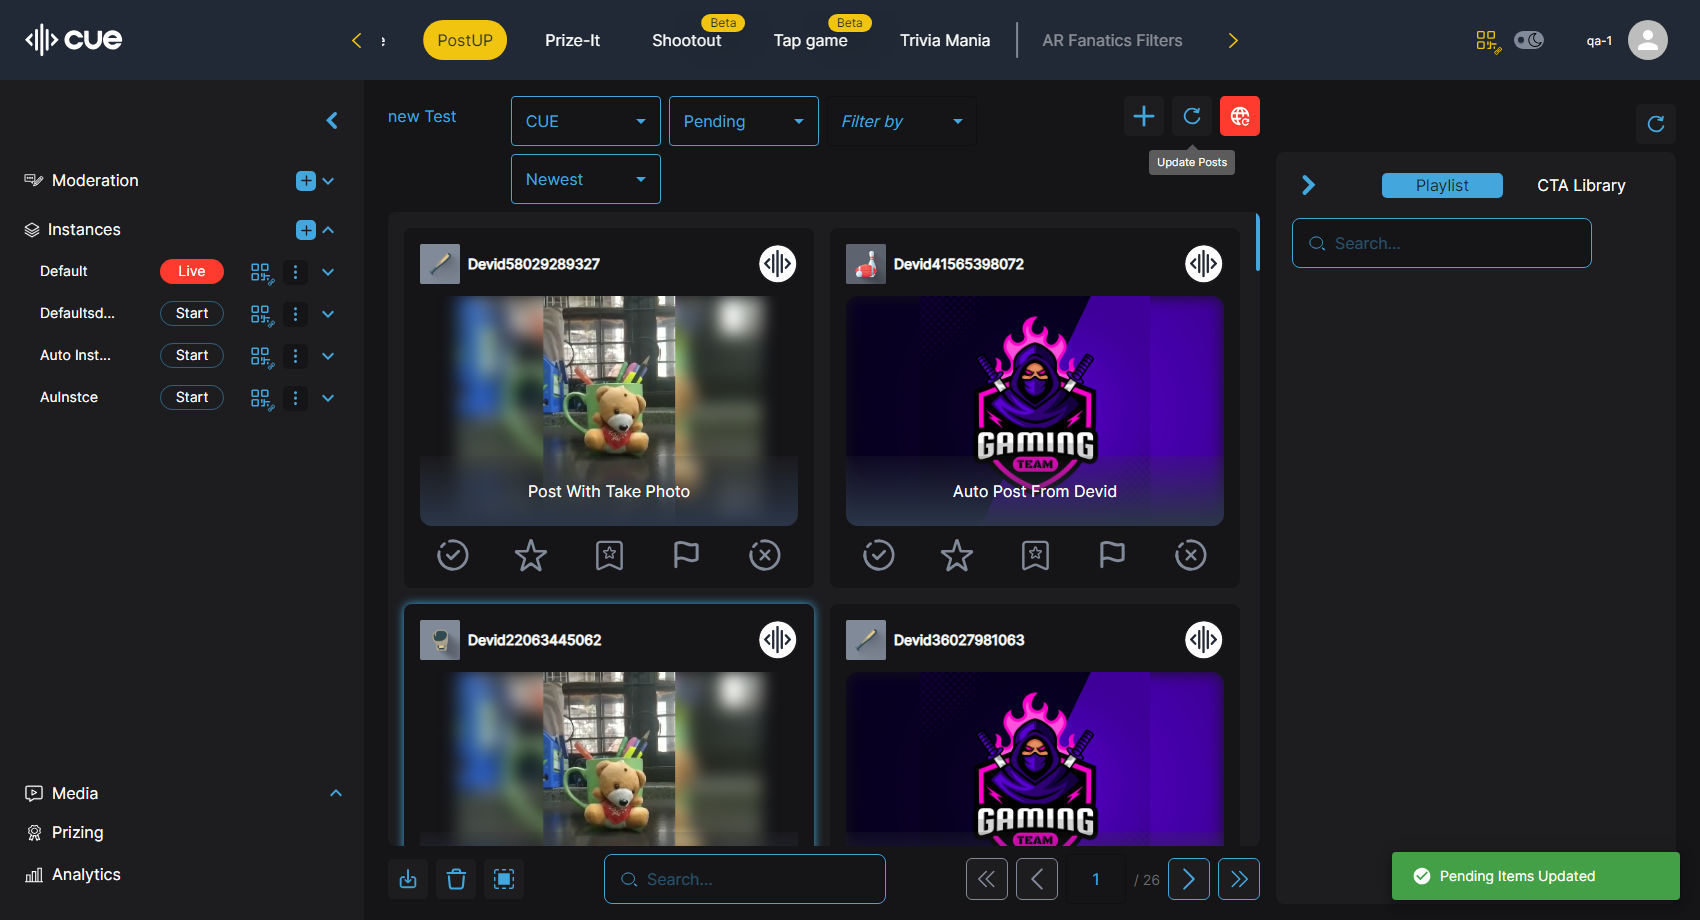 cue
PostUP
Prize-It
Beta
Shootout
Beta
Tap game
Trivia Mania
AR Fanatics Filters
qa-1
Moderation
Instances
Default
Live
Defaultsd...
Start
Auto Inst...
Start
AuInstce
Start
Media
Prizing
Analytics
new Test
CUE
Pending
Filter by
Newest
Update Posts
Devid58029289327
Post With Take Photo
Devid41565398072
GAMING
TEAM
Auto Post From Devid
Devid22063445062
Devid36027981063
GAMING
TEAM
Search...
1
/ 26
Playlist
CTA Library
Search...
Pending Items Updated